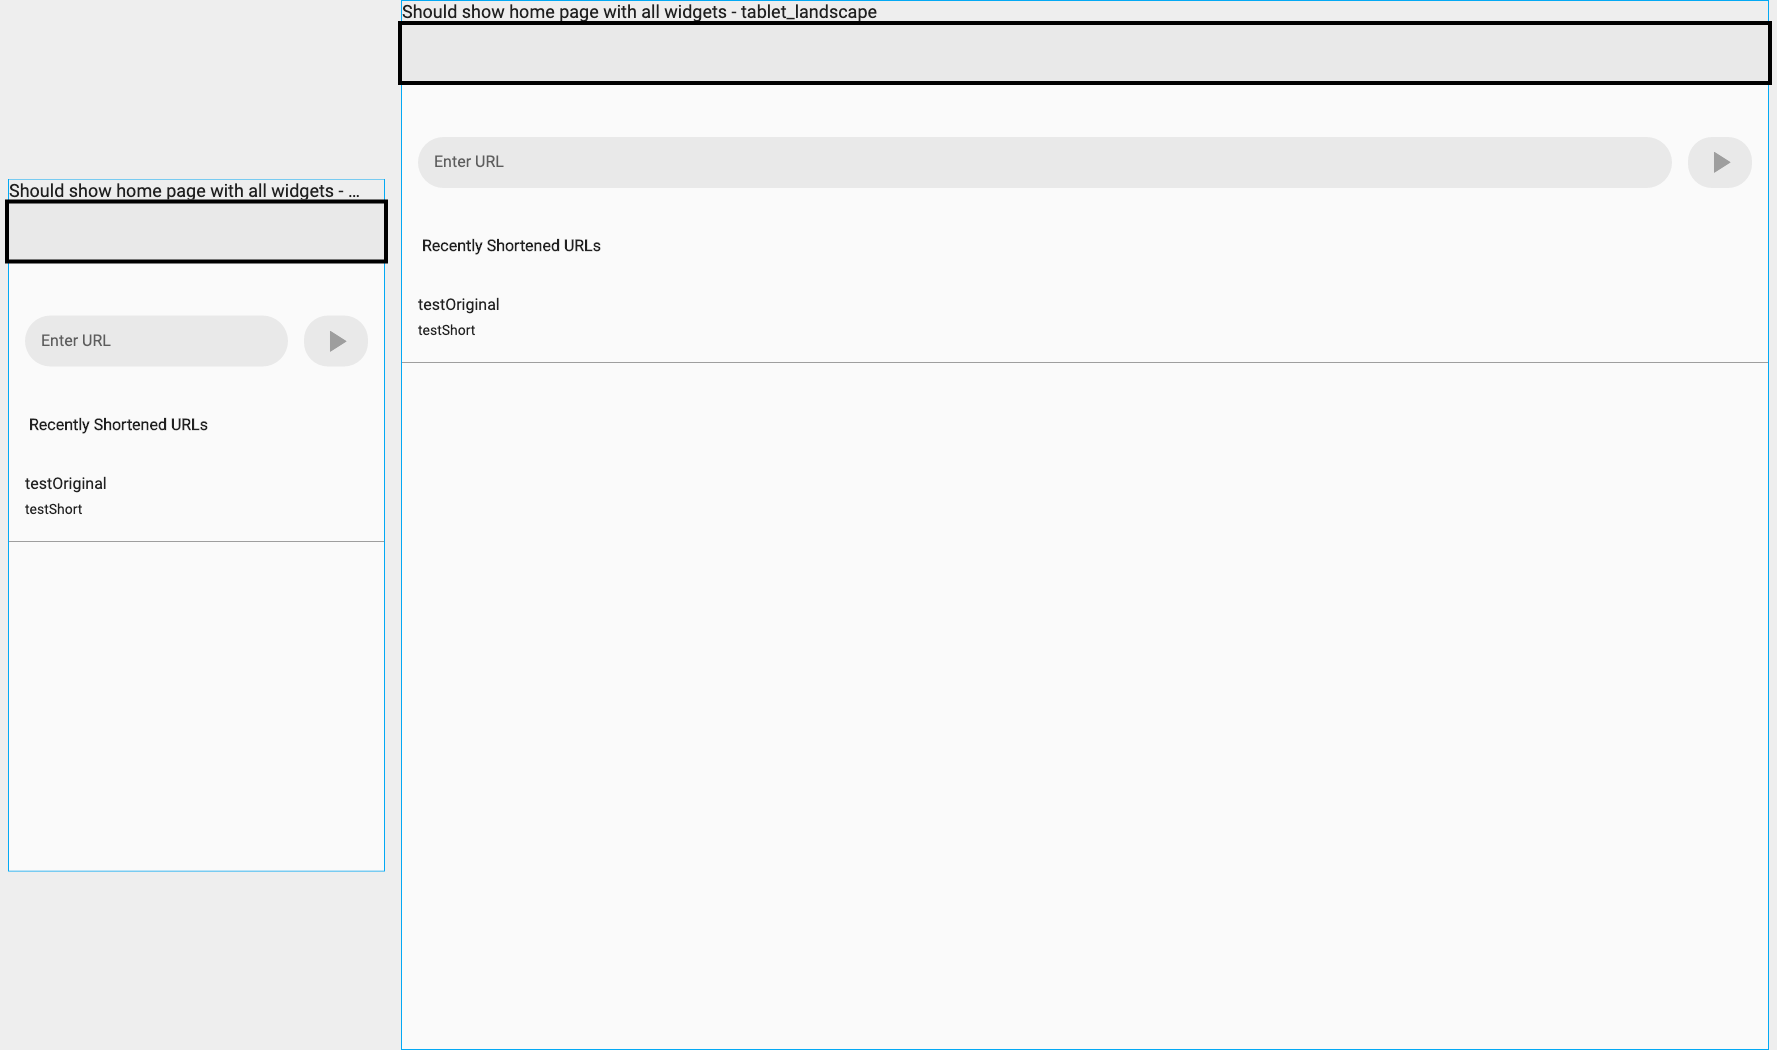 Should show home page with all widgets - ...
Enter URL
Recently Shortened URLs
testOriginal
testShort
Should show home page with all widgets - tablet_landscape
Enter URL
Recently Shortened URLs
testOriginal
testShort